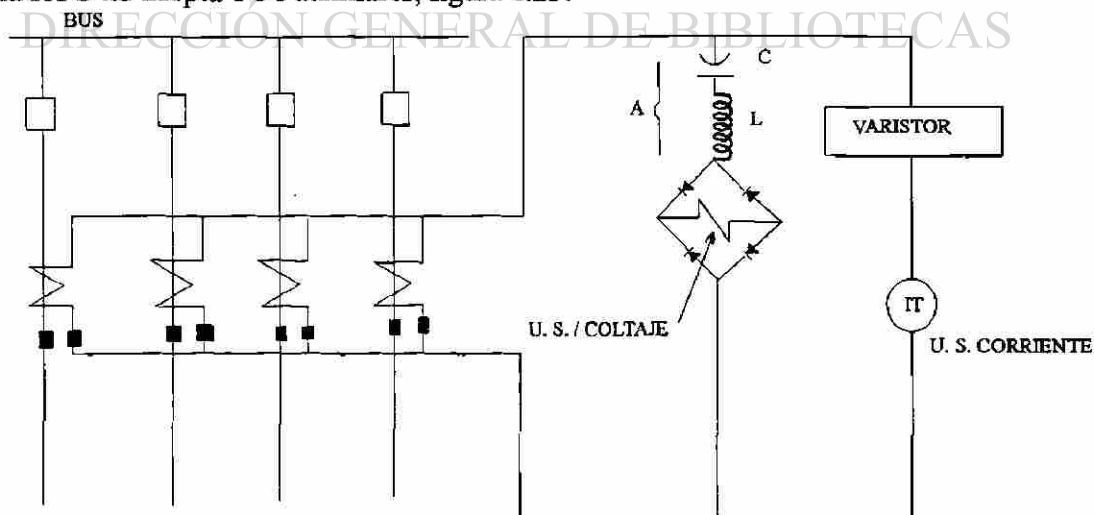 DIRECCIÓN GENERAL DE BIBLIOTECAS
BUS
C
A
L
VARISTOR
IT
U. S. / COLTAJE
U. S. CORRIENTE